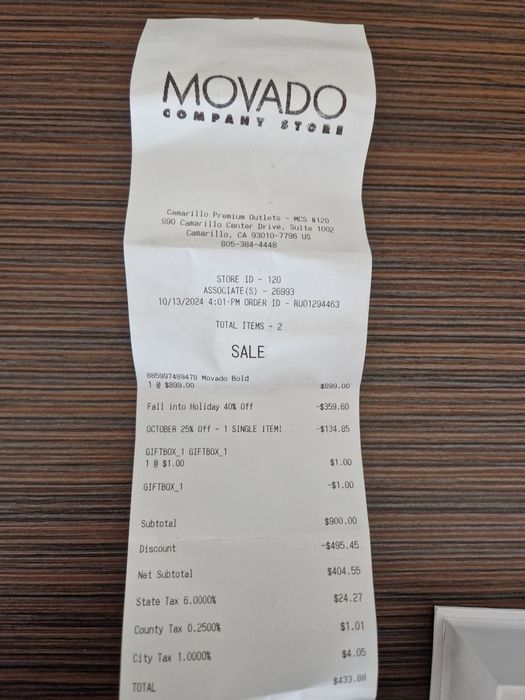 MOVADO
COMPANY STORE
Camarillo Premium Outlets - MCS #120
990 Camarillo Center Drive, Suite 1002
Camarillo, CA 93010-7796 US
805-384-4448
STORE ID - 120
ASSOCIATE(S) - 26993
10/13/2024 4:01 PM ORDER ID - RU01294463
TOTAL ITEMS - 2
SALE
885997489478 Movado Bold
1 @ $899.00 $899.00
Fall into Holiday 40% Off -$359.60
OCTOBER 25% Off - 1 SINGLE ITEM! -$134.85
GIFTBOX_1 GIFTBOX_1
1 @ $1.00 $1.00
GIFTBOX_1 -$1.00
Subtotal $900.00
Discount -$495.45
Net Subtotal $404.55
State Tax 6.0000% $24.27
County Tax 0.2500% $1.01
City Tax 1.0000% $4.05
TOTAL $433.88